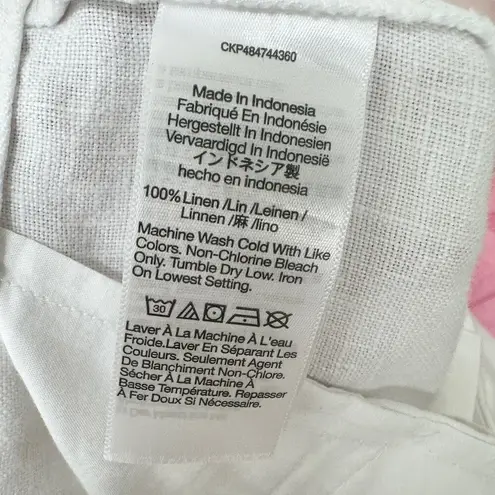 CKP484744360
Made In Indonesia
Fabriqué En Indonésie
Hergestellt In Indonesien
Vervaardigd In Indonesië
インドネシア製
hecho en indonesia
100% Linen /Lin /Leinen /
Linnen /麻 /lino
Machine Wash Cold With Like
Colors. Non-Chlorine Bleach
Only. Tumble Dry Low. Iron
On Lowest Setting.
30
Laver À La Machine À L'eau
Froide.Laver En Séparant Les
Couleurs. Seulement Agent
De Blanchiment Non-Chlore.
Sécher À La Machine À
Basse Température. Repasser
À Fer Doux Si Nécessaire.